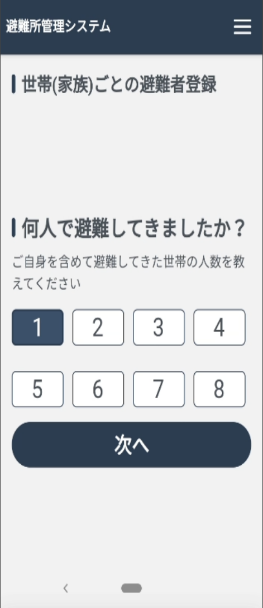 避難所管理システム
世帯(家族)ごとの避難者登録
何人で避難してきましたか？
ご自身を含めて避難してきた世帯の人数を教
えてください
1 2 3 4
5 6 7 8
次へ